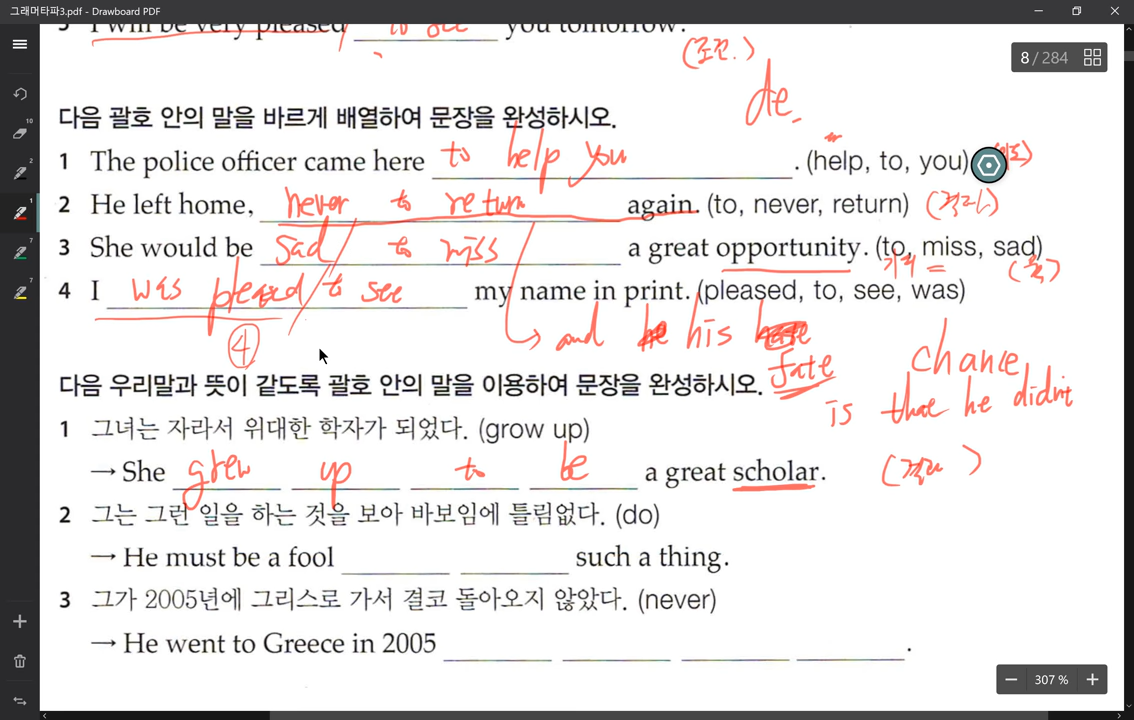 그래머타파3.pdf - Drawboard PDF
8 / 284
I will be very pleased to see you tomorrow.
(조건.)
de.
다음 괄호 안의 말을 바르게 배열하여 문장을 완성하시오.
1 The police officer came here to help you . (help, to, you)
2 He left home, never to return again. (to, never, return) (결과)
3 She would be sad to miss a great opportunity. (to, miss, sad)
기회 =
4 I was pleased to see my name in print. (pleased, to, see, was)
④
and his fate
chance
is that he didn't
다음 우리말과 뜻이 같도록 괄호 안의 말을 이용하여 문장을 완성하시오.
1 그녀는 자라서 위대한 학자가 되었다. (grow up)
→ She grew up to be a great scholar. (결과)
2 그는 그런 일을 하는 것을 보아 바보임에 틀림없다. (do)
→ He must be a fool such a thing.
3 그가 2005년에 그리스로 가서 결코 돌아오지 않았다. (never)
→ He went to Greece in 2005 .
307 %